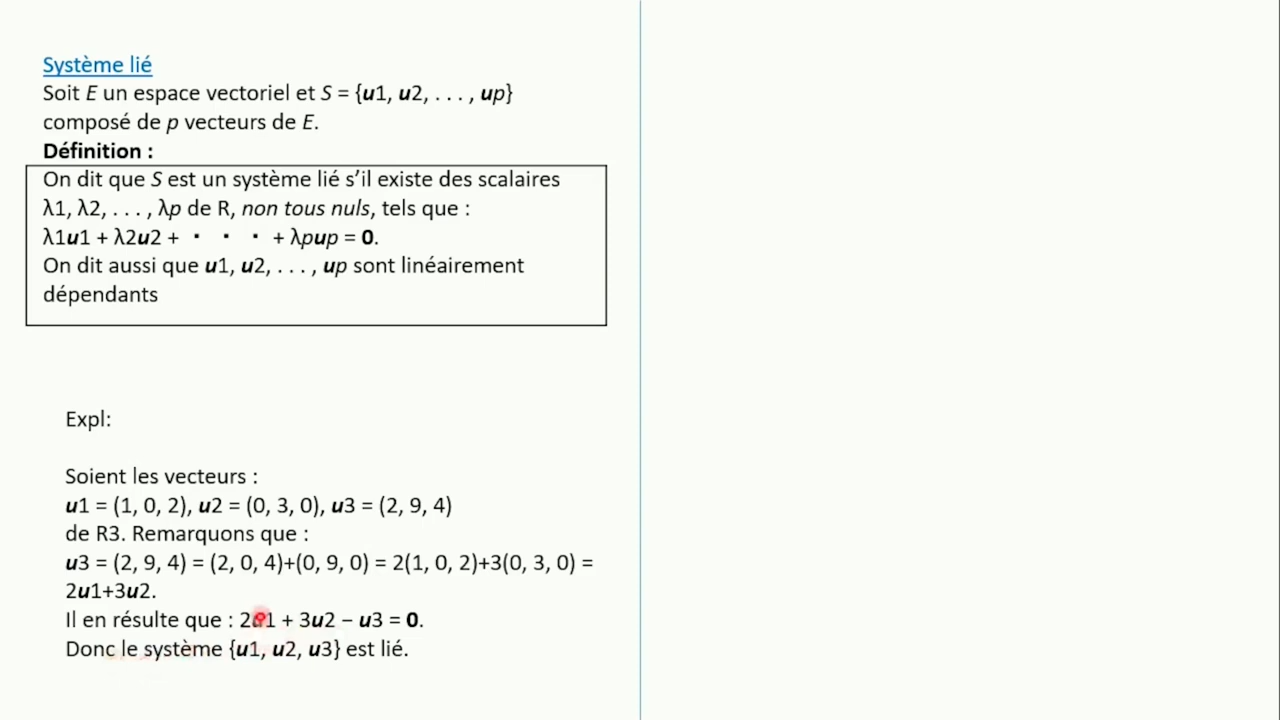 Système lié
Soit E un espace vectoriel et S = {u1, u2, . . . , up}
composé de p vecteurs de E.
Définition :
On dit que S est un système lié s’il existe des scalaires
λ1, λ2, . . . , λp de R, non tous nuls, tels que :
λ1u1 + λ2u2 + · · · + λpup = 0.
On dit aussi que u1, u2, . . . , up sont linéairement
dépendants
Expl:
Soient les vecteurs :
u1 = (1, 0, 2), u2 = (0, 3, 0), u3 = (2, 9, 4)
de R3. Remarquons que :
u3 = (2, 9, 4) = (2, 0, 4)+(0, 9, 0) = 2(1, 0, 2)+3(0, 3, 0) =
2u1+3u2.
Il en résulte que : 2u1 + 3u2 − u3 = 0.
Donc le système {u1, u2, u3} est lié.